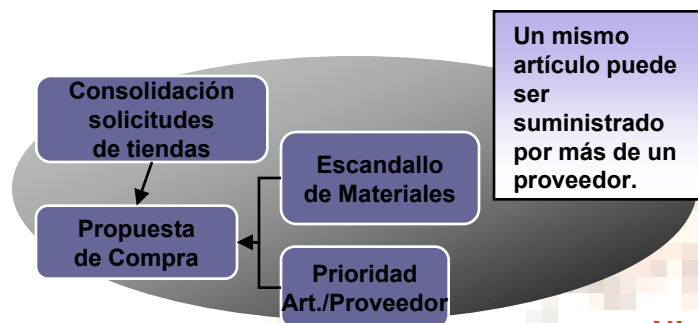 Consolidación
solicitudes
de tiendas
Un mismo
artículo puede
ser
suministrado
por más de un
proveedor.
Escandallo
de Materiales
Propuesta
de Compra
Prioridad
Art./Proveedor